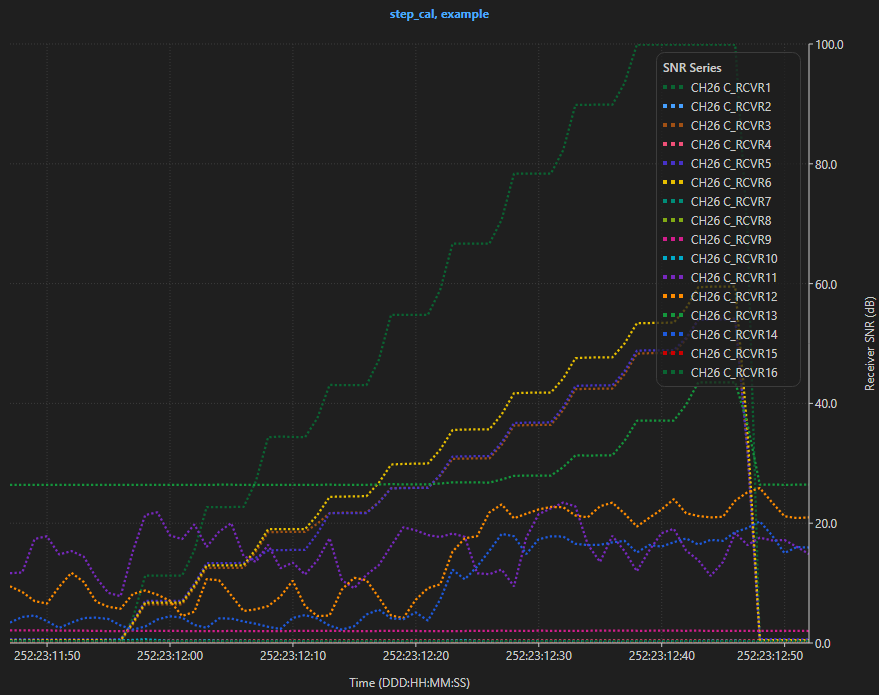 step_cal, example
100.0
SNR Series
CH26 C_RCVR1
CH26 C_RCVR2
CH26 C_RCVR3
CH26 C_RCVR4
CH26 C_RCVR5
80.0
CH26 C_RCVR6
CH26 C_RCVR7
CH26 C_RCVR8
CH26 C_RCVR9
CH26 C_RCVR10
CH26 C_RCVR11
60.0
CH26 C_RCVR12
CH26 C_RCVR13
CH26 C_RCVR14
CH26 C_RCVR15
CH26 C_RCVR16
Receiver SNR (dB)
40.0
20.0
0.0
252:23:11:50 252:23:12:00 252:23:12:10 252:23:12:20 252:23:12:30 252:23:12:40 252:23:12:50
Time (DDD:HH:MM:SS)